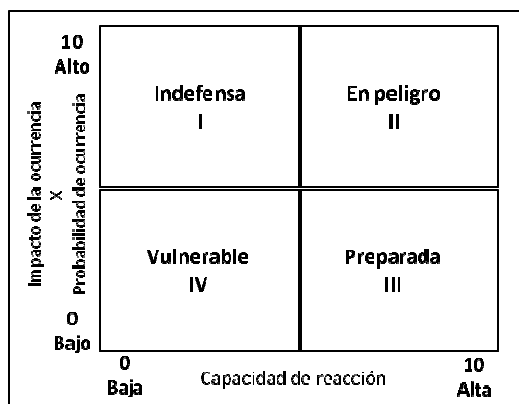 10
Alto
Impacto de la ocurrencia
X
Probabilidad de ocurrencia
0
Bajo
Indefensa
I
En peligro
II
Vulnerable
IV
Preparada
III
0
Baja
Capacidad de reacción
10
Alta